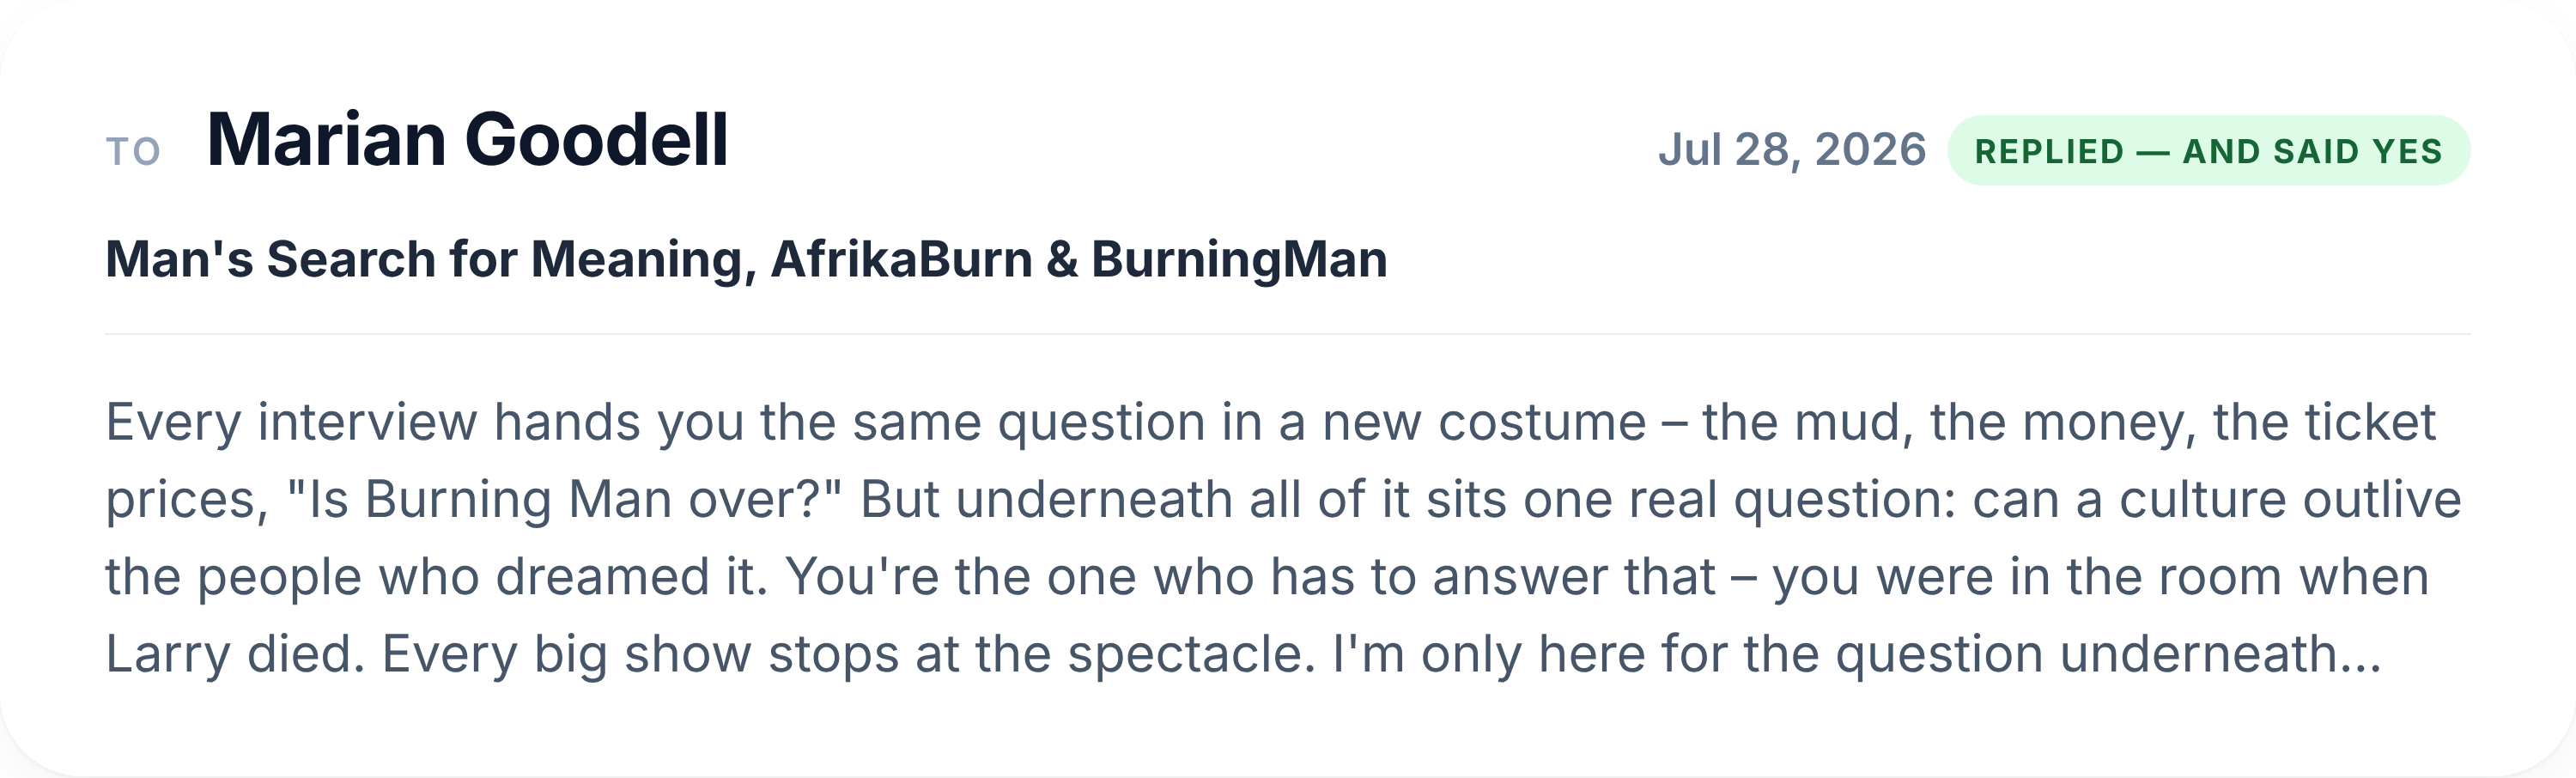 TO Marian Goodell Jul 28, 2026 REPLIED — AND SAID YES
Man's Search for Meaning, AfrikaBurn & BurningMan
Every interview hands you the same question in a new costume – the mud, the money, the ticket
prices, "Is Burning Man over?" But underneath all of it sits one real question: can a culture outlive
the people who dreamed it. You're the one who has to answer that – you were in the room when
Larry died. Every big show stops at the spectacle. I'm only here for the question underneath...